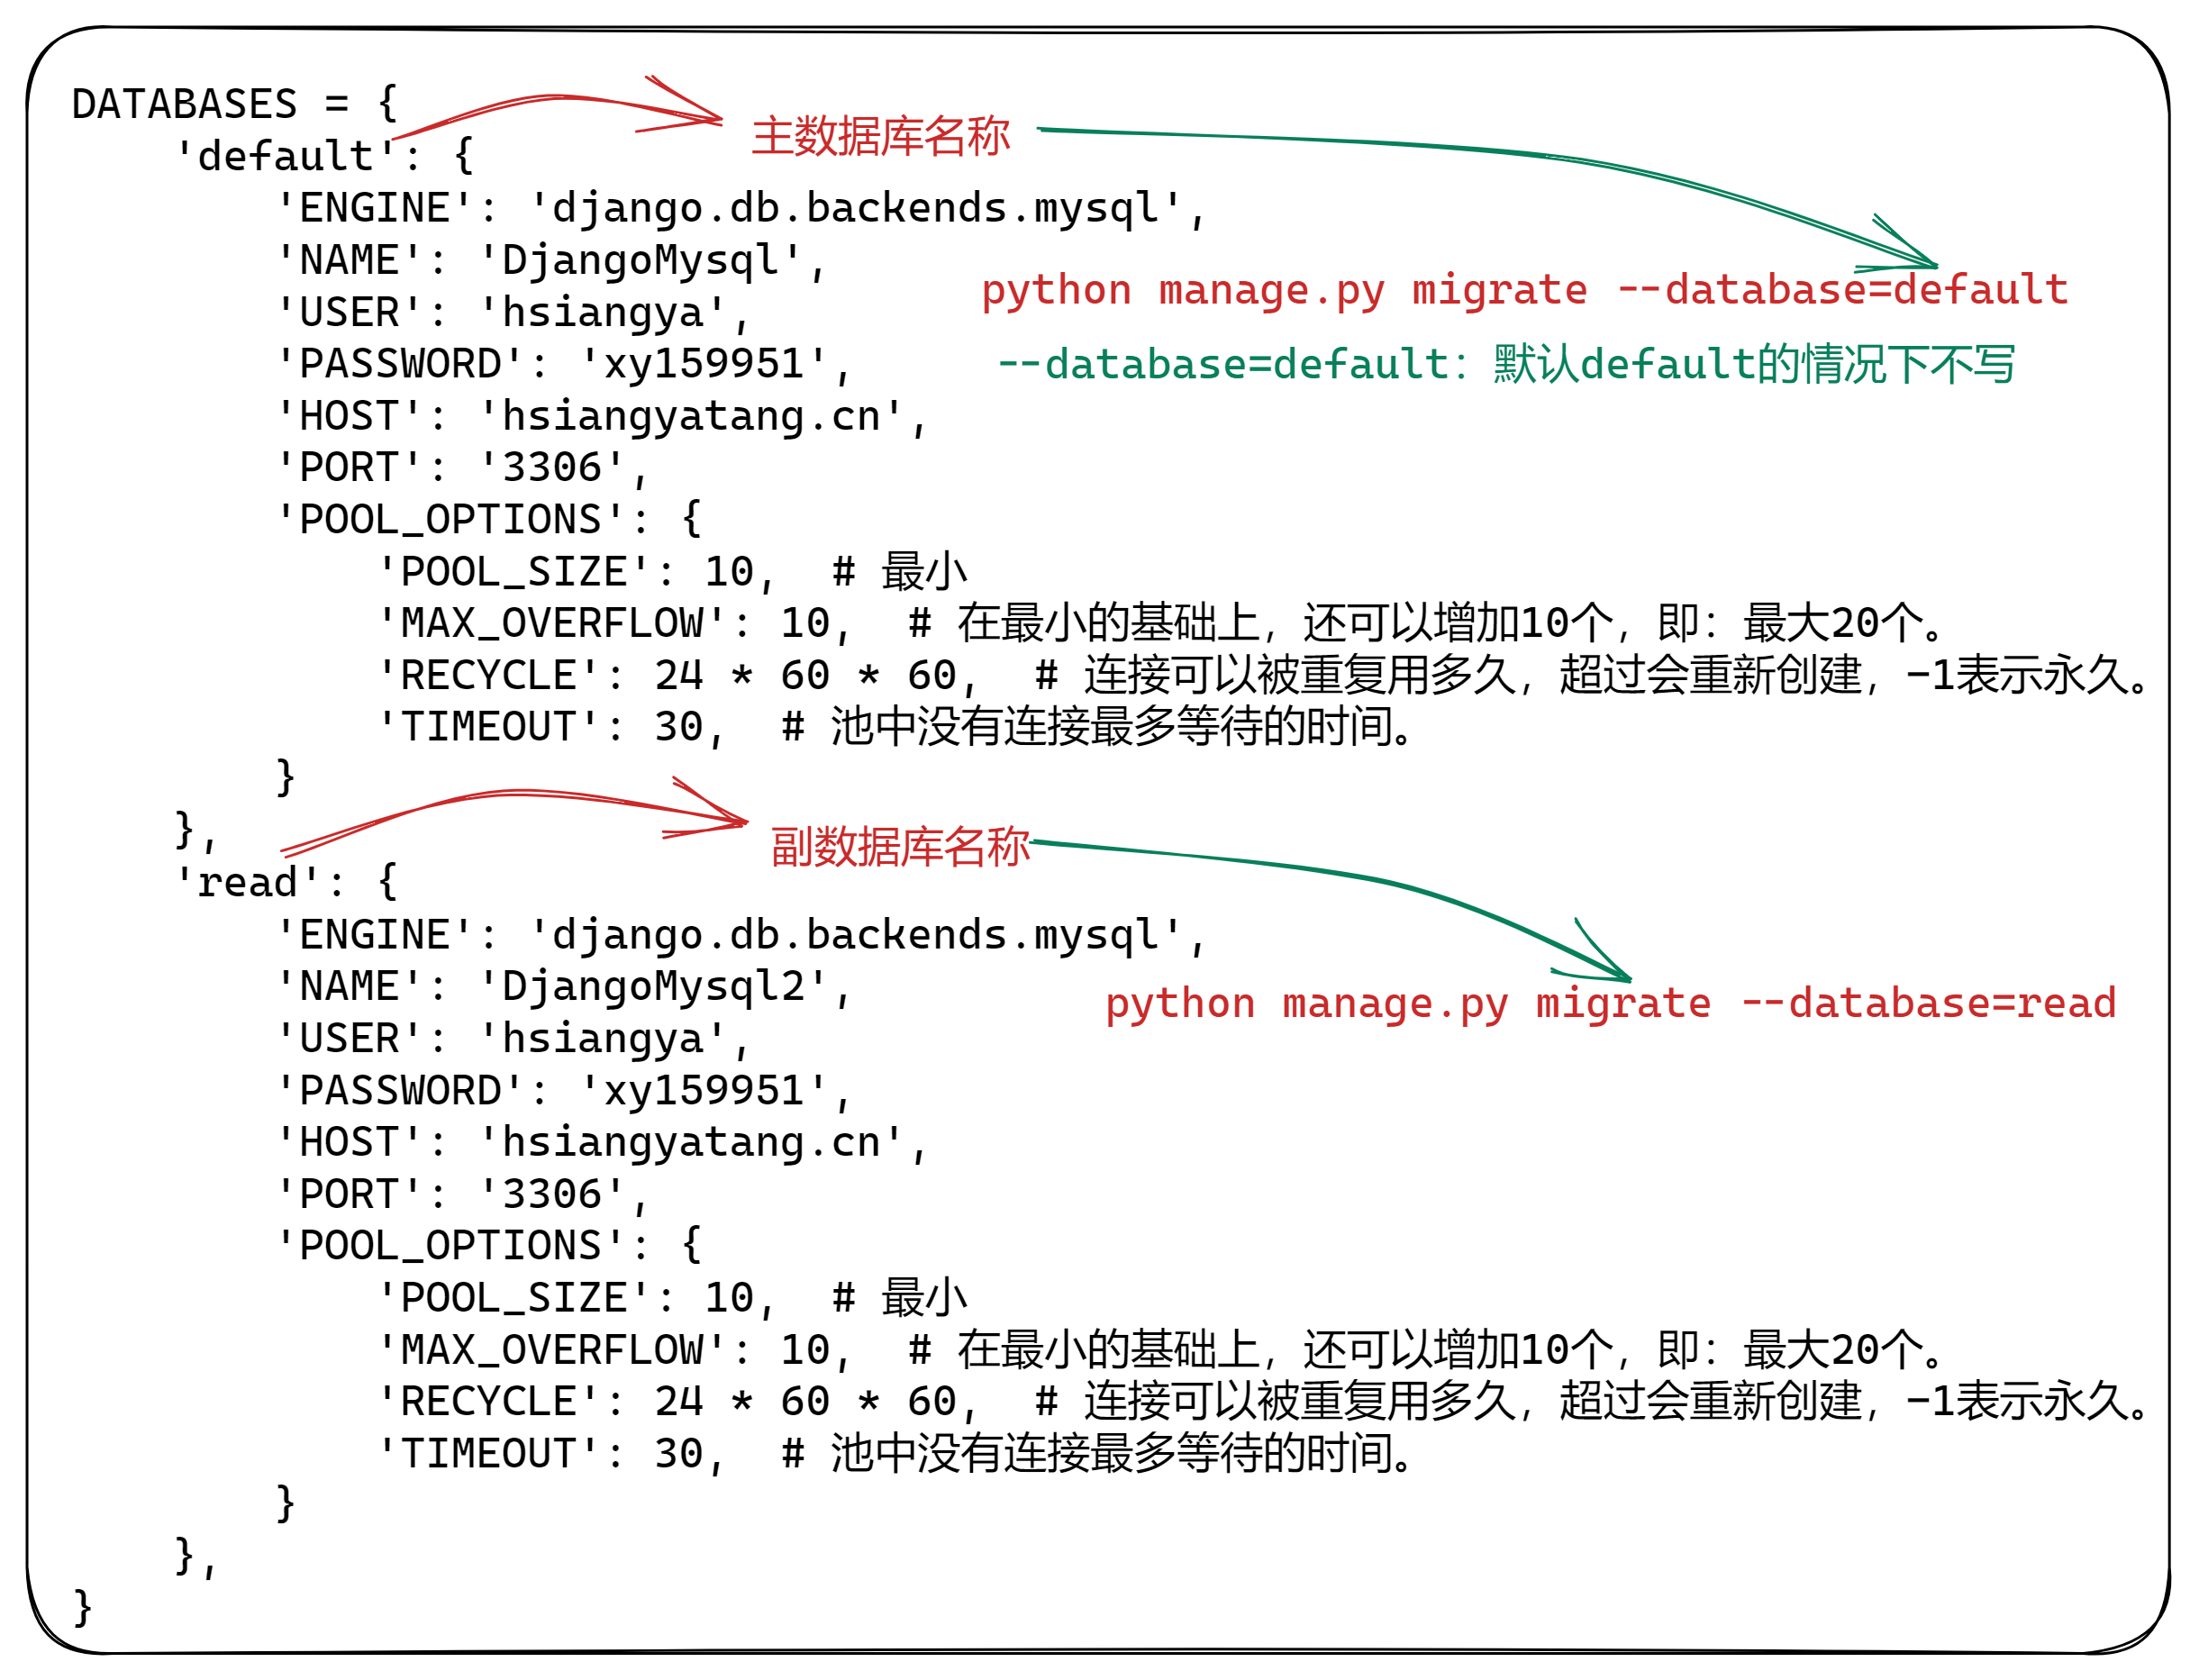 DATABASES = {
    'default': {
主数据库名称
        'ENGINE': 'django.db.backends.mysql',
        'NAME': 'DjangoMysql',
python manage.py migrate --database=default
        'USER': 'hsiangya',
        'PASSWORD': 'xy159951',
--database=default：默认default的情况下不写
        'HOST': 'hsiangyatang.cn',
        'PORT': '3306',
        'POOL_OPTIONS': {
            'POOL_SIZE': 10,  # 最小
            'MAX_OVERFLOW': 10,  # 在最小的基础上，还可以增加10个，即：最大20个。
            'RECYCLE': 24 * 60 * 60,  # 连接可以被重复用多久，超过会重新创建，-1表示永久。
            'TIMEOUT': 30,  # 池中没有连接最多等待的时间。
        }
    },
副数据库名称
    'read': {
        'ENGINE': 'django.db.backends.mysql',
        'NAME': 'DjangoMysql2',
python manage.py migrate --database=read
        'USER': 'hsiangya',
        'PASSWORD': 'xy159951',
        'HOST': 'hsiangyatang.cn',
        'PORT': '3306',
        'POOL_OPTIONS': {
            'POOL_SIZE': 10,  # 最小
            'MAX_OVERFLOW': 10,  # 在最小的基础上，还可以增加10个，即：最大20个。
            'RECYCLE': 24 * 60 * 60,  # 连接可以被重复用多久，超过会重新创建，-1表示永久。
            'TIMEOUT': 30,  # 池中没有连接最多等待的时间。
        }
    },
}